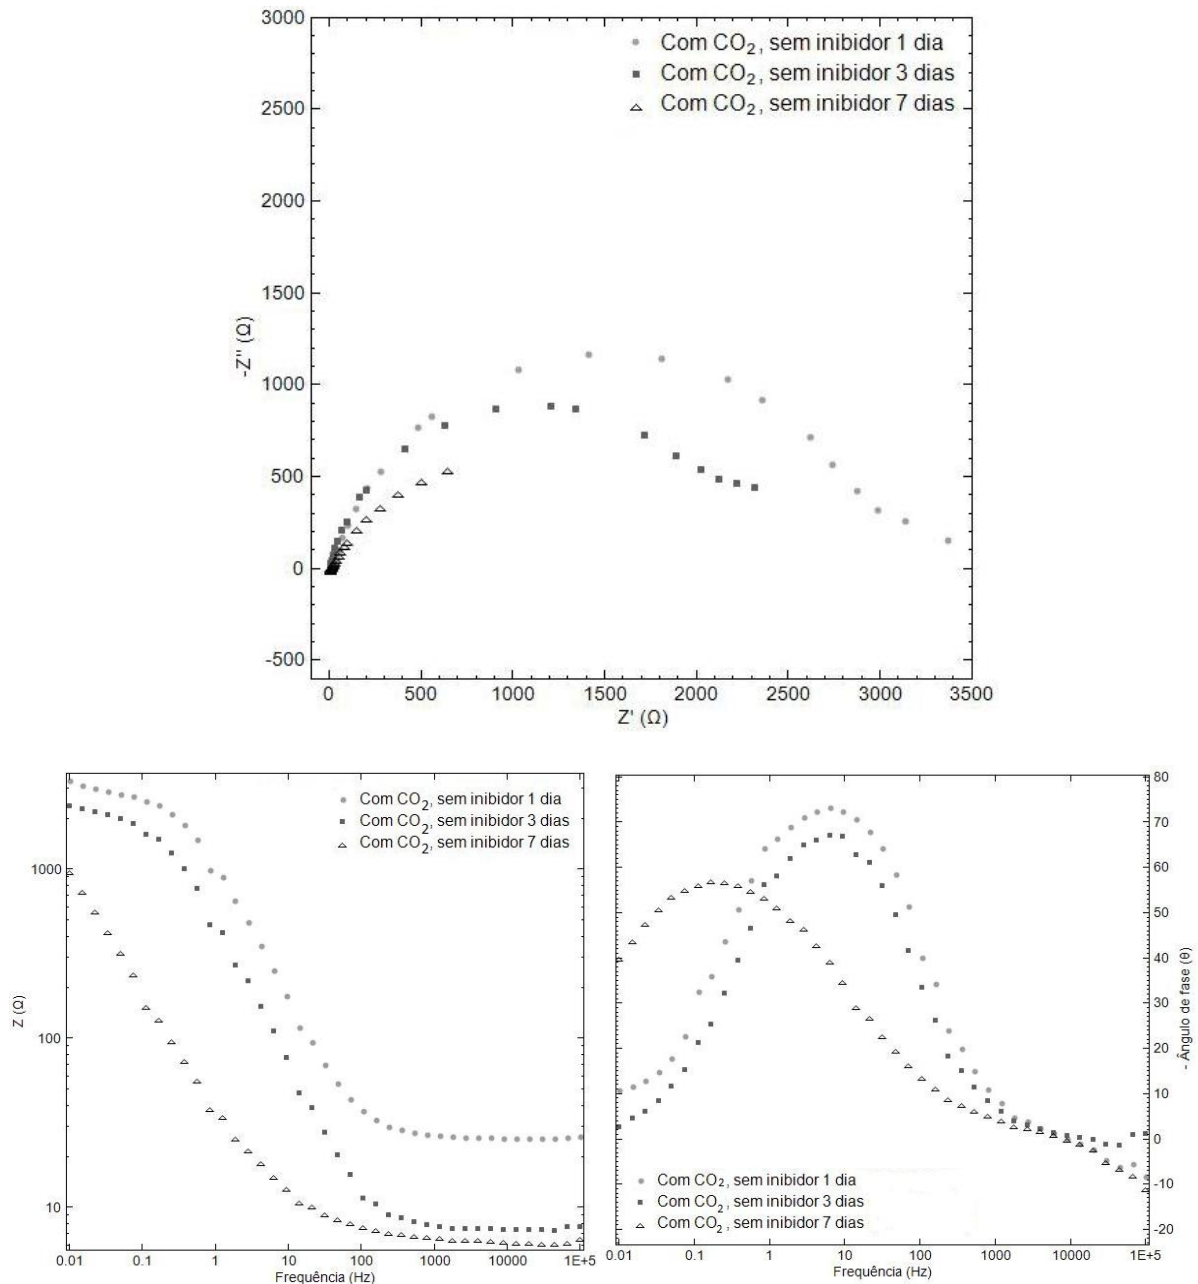 3000
2500
2000
1500
1000
500
0
-500
-Z'' (Ω)
Com CO2, sem inibidor 1 dia
Com CO2, sem inibidor 3 dias
Com CO2, sem inibidor 7 dias
0 500 1000 1500 2000 2500 3000 3500
Z' (Ω)
1000
100
10
Z (Ω)
Com CO2, sem inibidor 1 dia
Com CO2, sem inibidor 3 dias
Com CO2, sem inibidor 7 dias
0.01 0.1 1 10 100 1000 10000 1E+5
Frequência (Hz)
80
70
60
50
40
30
20
10
0
-10
-20
- Ângulo de fase (θ)
Com CO2, sem inibidor 1 dia
Com CO2, sem inibidor 3 dias
Com CO2, sem inibidor 7 dias
0.01 0.1 1 10 100 1000 10000 1E+5
Frequência (Hz)